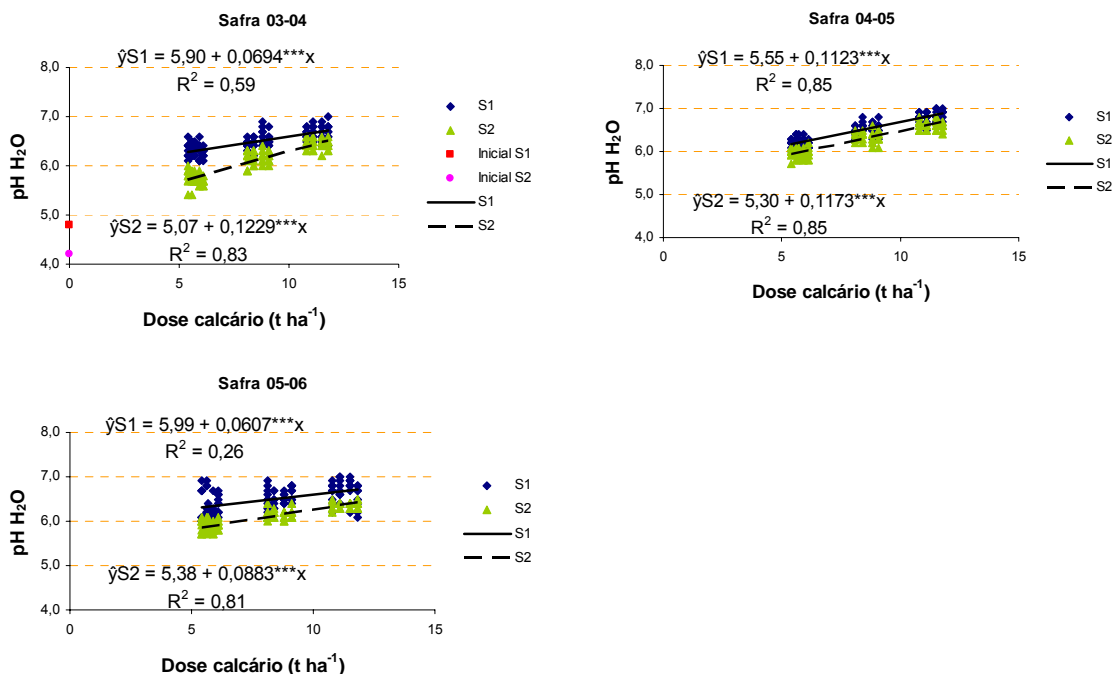 Safra 03-04
ŷS1 = 5,90 + 0,0694***x
R² = 0,59
8,0
7,0
6,0
5,0
4,0
pH H₂O
ŷS2 = 5,07 + 0,1229***x
R² = 0,83
0
5
10
15
Dose calcário (t ha⁻¹)
S1
S2
Inicial S1
Inicial S2
S1
S2
Safra 04-05
ŷS1 = 5,55 + 0,1123***x
R² = 0,85
8,0
7,0
6,0
5,0
4,0
pH H₂O
ŷS2 = 5,30 + 0,1173***x
R² = 0,85
0
5
10
15
Dose calcário (t ha⁻¹)
S1
S2
S1
S2
Safra 05-06
ŷS1 = 5,99 + 0,0607***x
R² = 0,26
8,0
7,0
6,0
5,0
4,0
pH H₂O
ŷS2 = 5,38 + 0,0883***x
R² = 0,81
0
5
10
15
Dose calcário (t ha⁻¹)
S1
S2
S1
S2